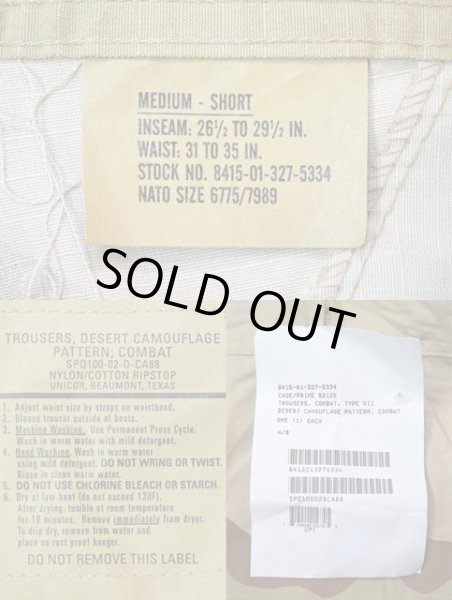 MEDIUM - SHORT
INSEAM: 26½ TO 29½ IN.
WAIST: 31 TO 35 IN.
STOCK NO. 8415-01-327-5334
NATO SIZE 6775/7989
SOLD OUT
TROUSERS, DESERT CAMOUFLAGE
PATTERN; COMBAT
SPO100-02-D-CA88
NYLON/COTTON RIPSTOP
UNICOR, BEAUMONT, TEXAS
1. Adjust waist size by straps on waistband.
2. Blouse trouser outside of boots.
3. Machine Washing. Use Permanent Press Cycle.
Wash in warm water with mild detergent.
4. Hand Washing. Wash in warm water
using mild detergent. DO NOT WRING OR TWIST.
Rinse in clean warm water.
5. DO NOT USE CHLORINE BLEACH OR STARCH.
6. Dry at low heat (do not exceed 130F).
After drying, tumble at room temperature
for 10 minutes. Remove immediately from dryer.
To drip dry, remove from water and
place on rust proof hanger.
DO NOT REMOVE THIS LABEL
8415-01-327-5334
CAGE/PRIME 82120
TROUSERS, COMBAT, TYPE VII
DESERT CAMOUFLAGE PATTERN, COMBAT
ONE (1) EACH
A/D
8415013275334
SPO10002DCA88
UPC